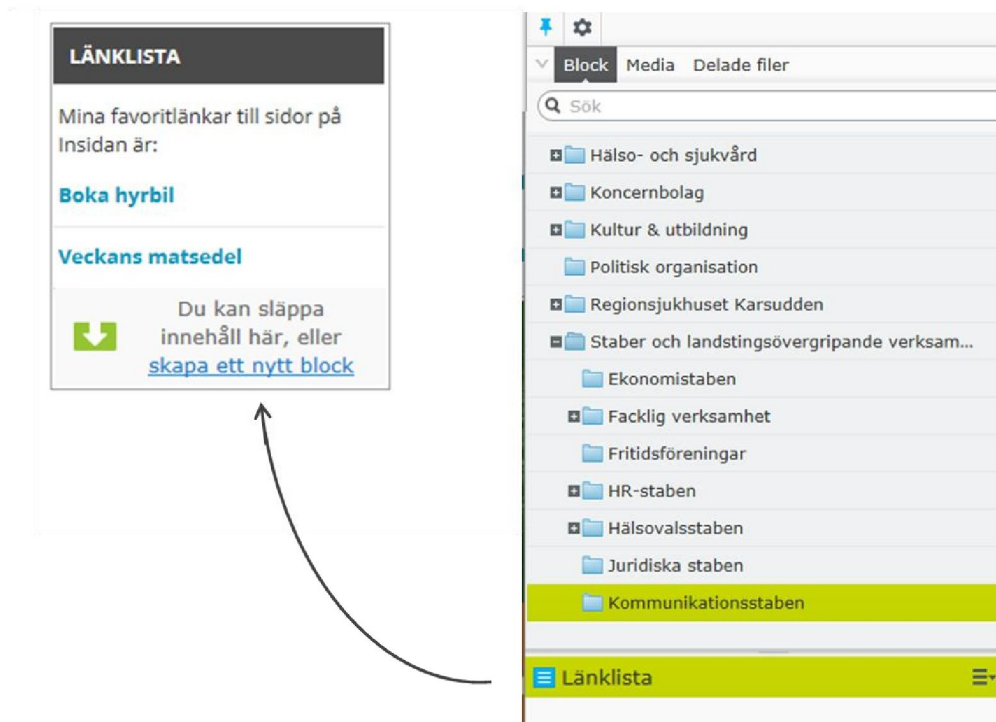 LÄNKLISTA
Mina favoritlänkar till sidor på
Insidan är:
Boka hyrbil
Veckans matsedel
Du kan släppa
innehåll här, eller
skapa ett nytt block
Block Media Delade filer
Sök
Hälso- och sjukvård
Koncernbolag
Kultur & utbildning
Politisk organisation
Regionsjukhuset Karsudden
Staber och landstingsövergripande verksam...
Ekonomistaben
Facklig verksamhet
Fritidsföreningar
HR-staben
Hälsovalsstaben
Juridiska staben
Kommunikationsstaben
Länklista